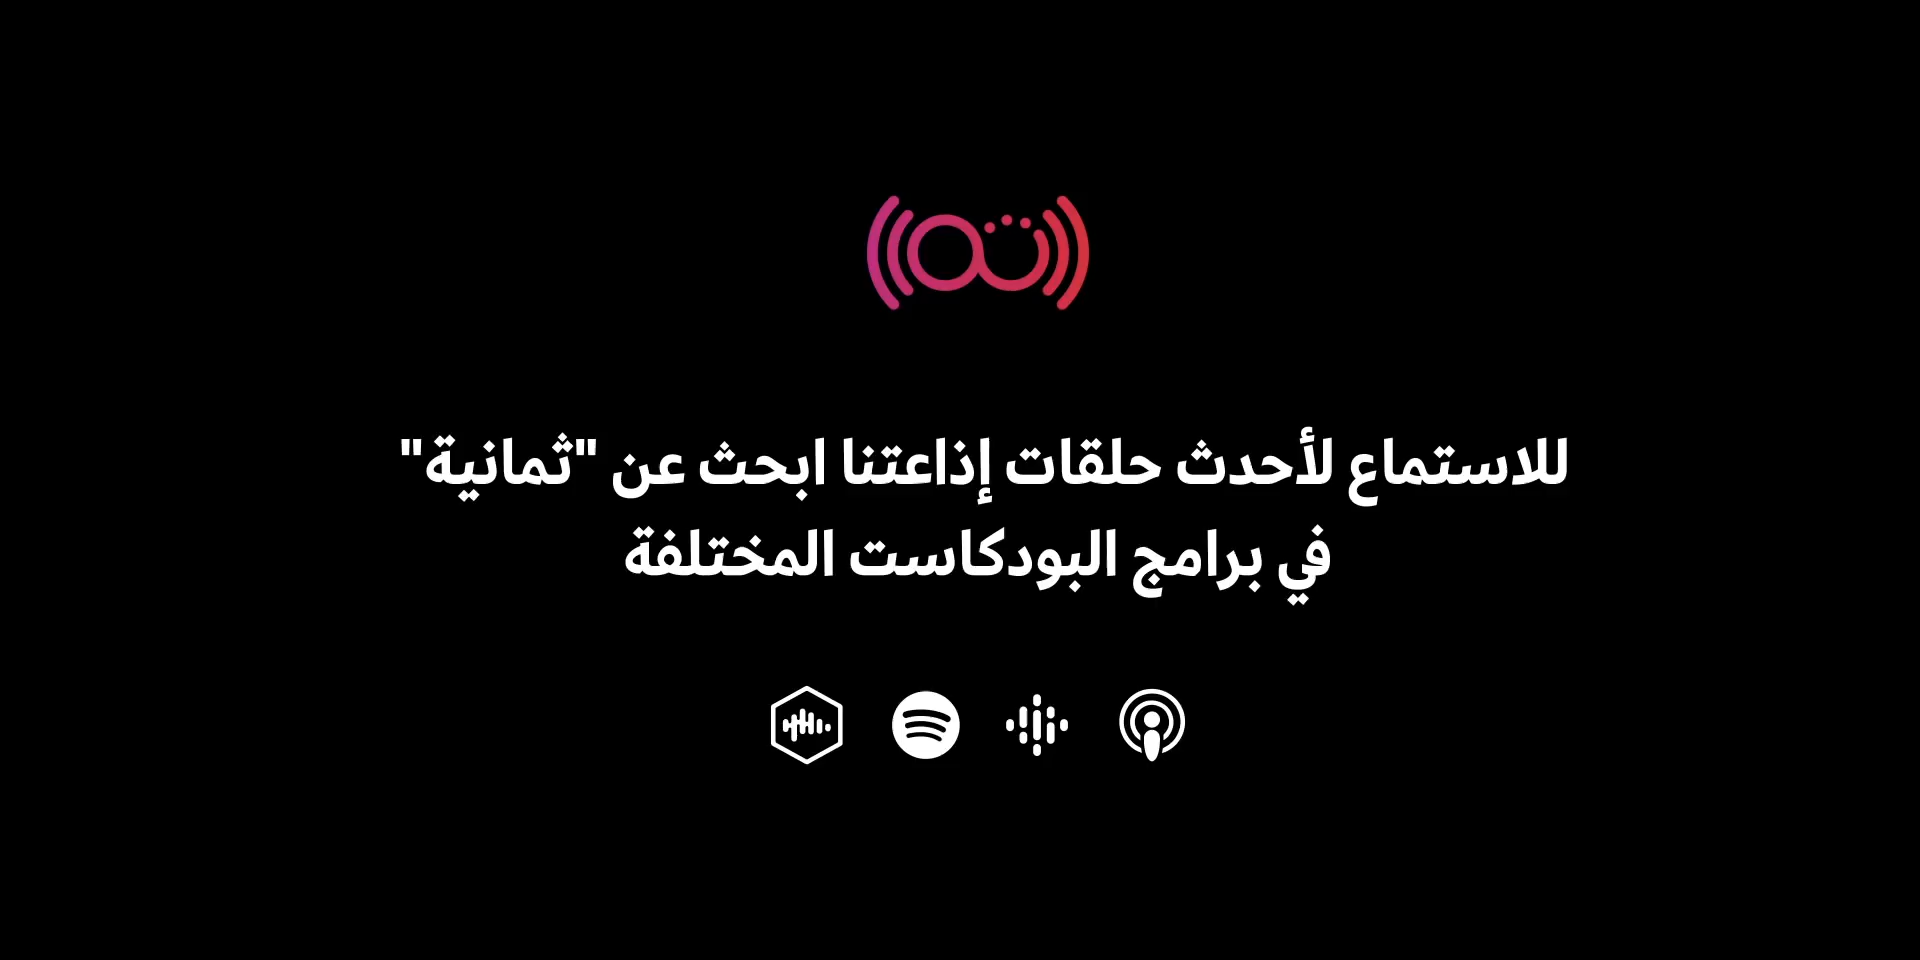 للاستماع لأحدث حلقات إذاعتنا ابحث عن "ثمانية"
في برامج البودكاست المختلفة